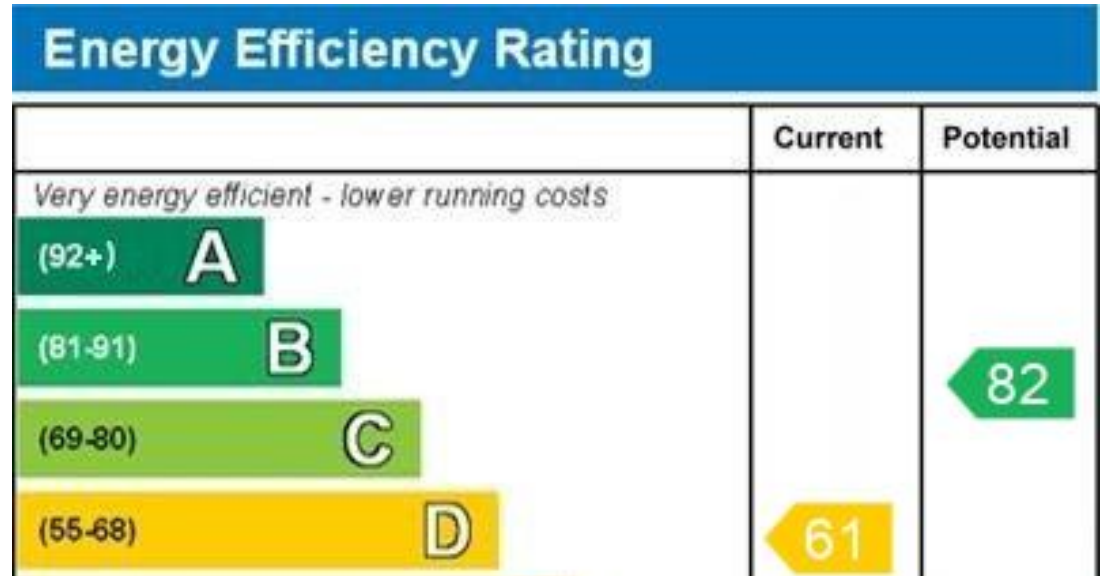 Energy Efficiency Rating
Current Potential
Very energy efficient - lower running costs
(92+) A
(81-91) B
82
(69-80) C
(55-68) D 61